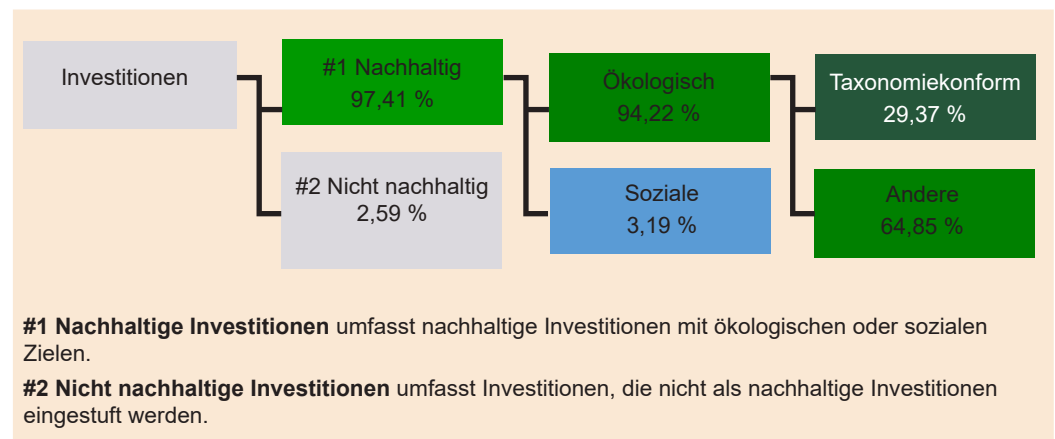 Investitionen
#1 Nachhaltig
97,41 %
#2 Nicht nachhaltig
2,59 %
Ökologisch
94,22 %
Soziale
3,19 %
Taxonomiekonform
29,37 %
Andere
64,85 %
#1 Nachhaltige Investitionen umfasst nachhaltige Investitionen mit ökologischen oder sozialen
Zielen.
#2 Nicht nachhaltige Investitionen umfasst Investitionen, die nicht als nachhaltige Investitionen
eingestuft werden.